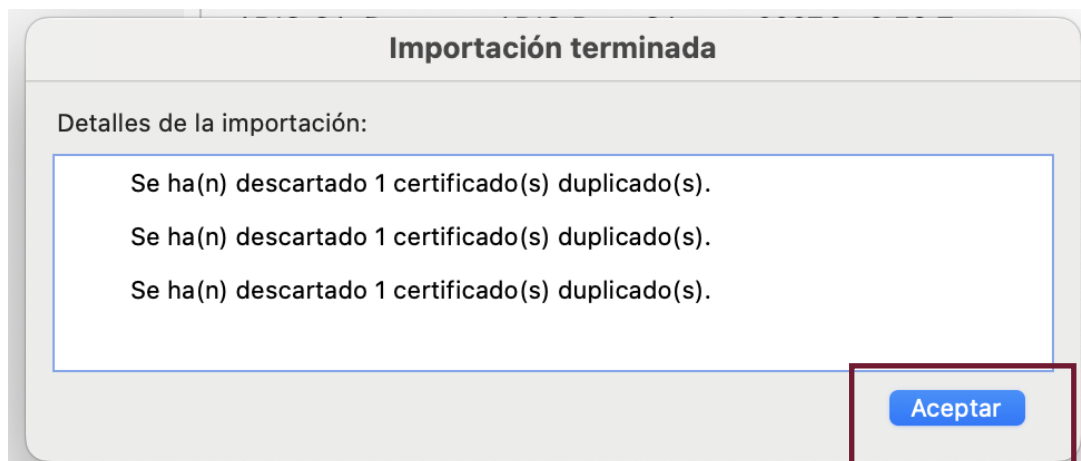 Importación terminada
Detalles de la importación:
Se ha(n) descartado 1 certificado(s) duplicado(s).
Se ha(n) descartado 1 certificado(s) duplicado(s).
Se ha(n) descartado 1 certificado(s) duplicado(s).
Aceptar